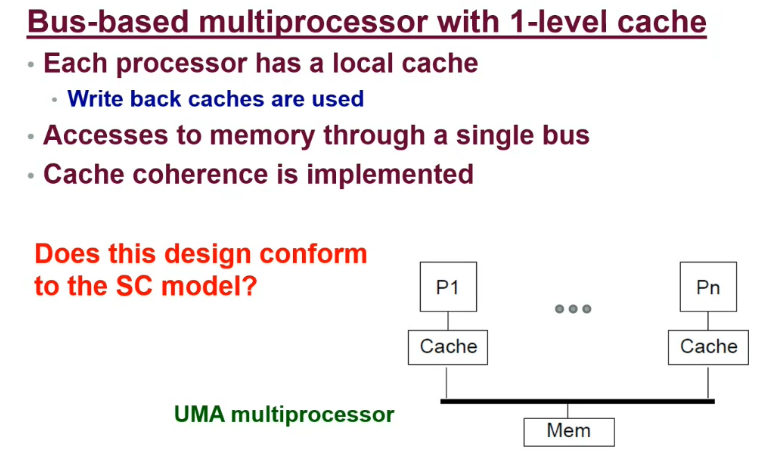 Bus-based multiprocessor with 1-level cache
• Each processor has a local cache
• Write back caches are used
• Accesses to memory through a single bus
• Cache coherence is implemented
Does this design conform
to the SC model?
P1
Pn
Cache
Cache
UMA multiprocessor
Mem